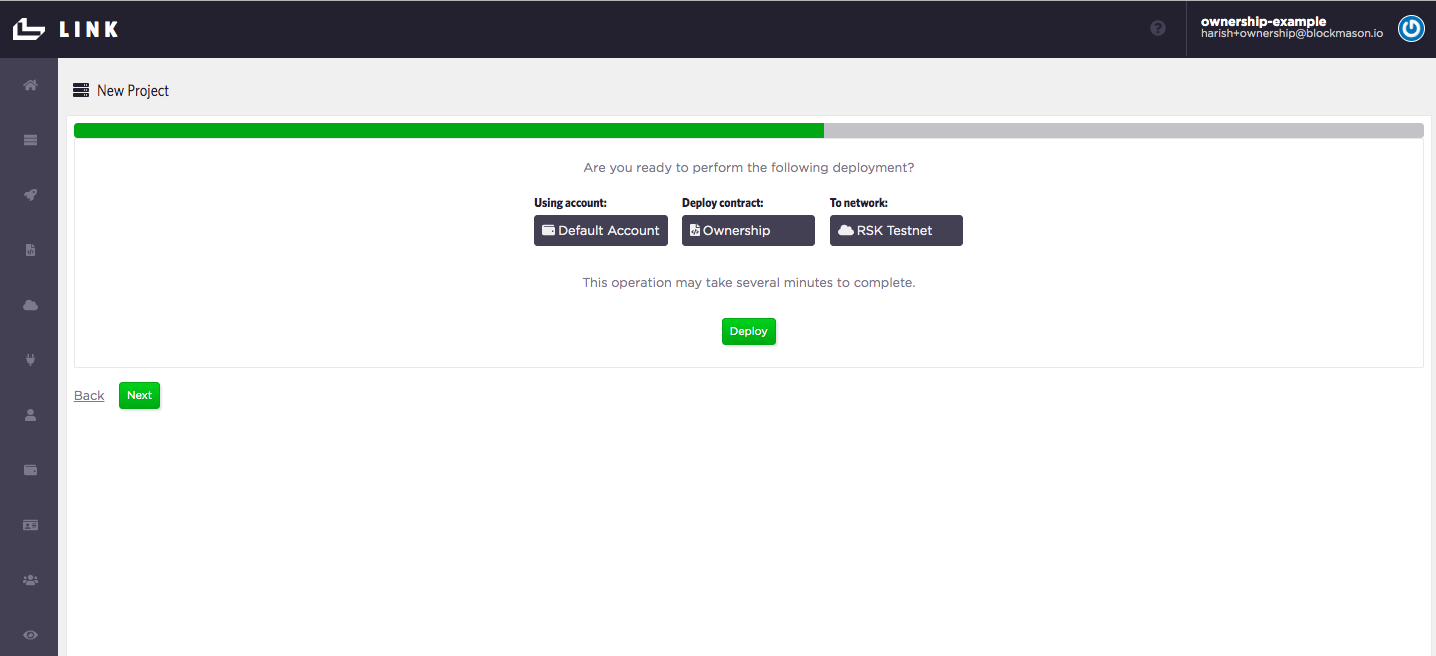 LINK
ownership-example
harish+ownership@blockmason.io
New Project
Are you ready to perform the following deployment?
Using account: Deploy contract: To network:
Default Account Ownership RSK Testnet
This operation may take several minutes to complete.
Deploy
Back Next